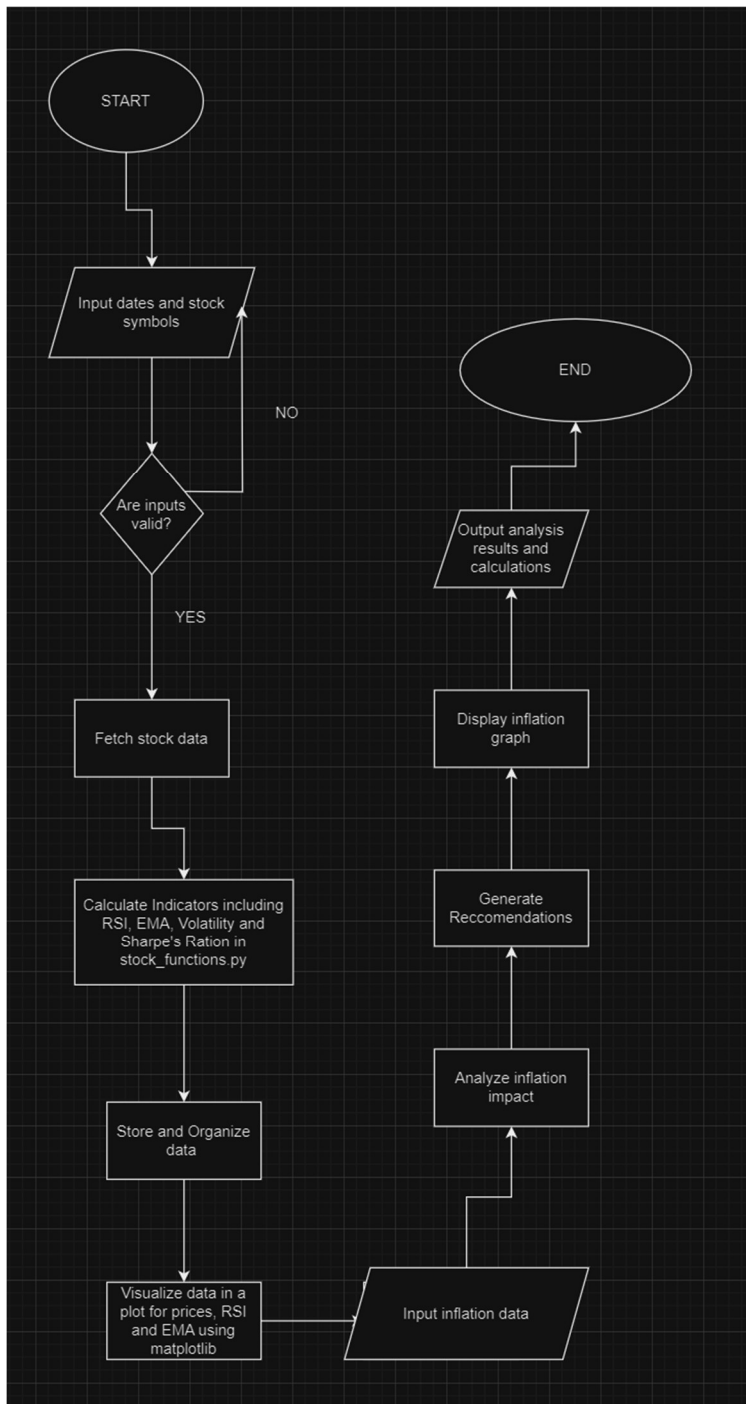 START
Input dates and stock
symbols
NO
Are inputs
valid?
YES
Fetch stock data
Calculate Indicators including
RSI, EMA, Volatility and
Sharpe's Ration in
stock_functions.py
Store and Organize
data
Visualize data in a
plot for prices, RSI
and EMA using
matplotlib
Input inflation data
Analyze inflation
impact
Generate
Reccomendations
Display inflation
graph
Output analysis
results and
calculations
END